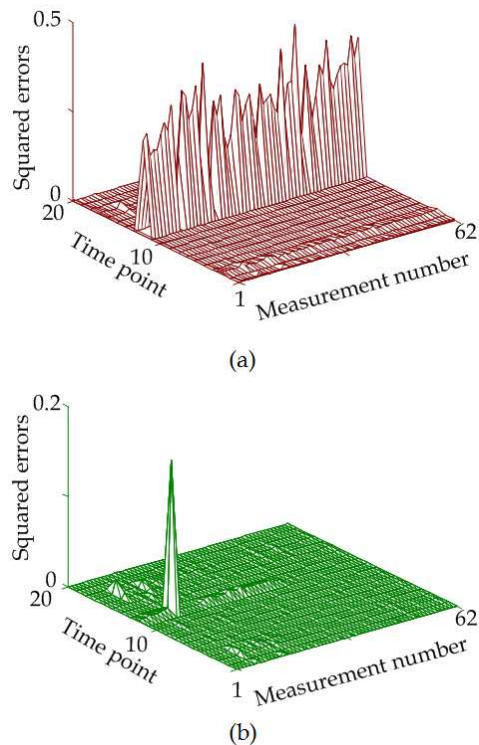 0.5
Squared errors
0
20
Time point
10
1
Measurement number
62
(a)
0.2
Squared errors
0
20
Time point
10
1
Measurement number
62
(b)